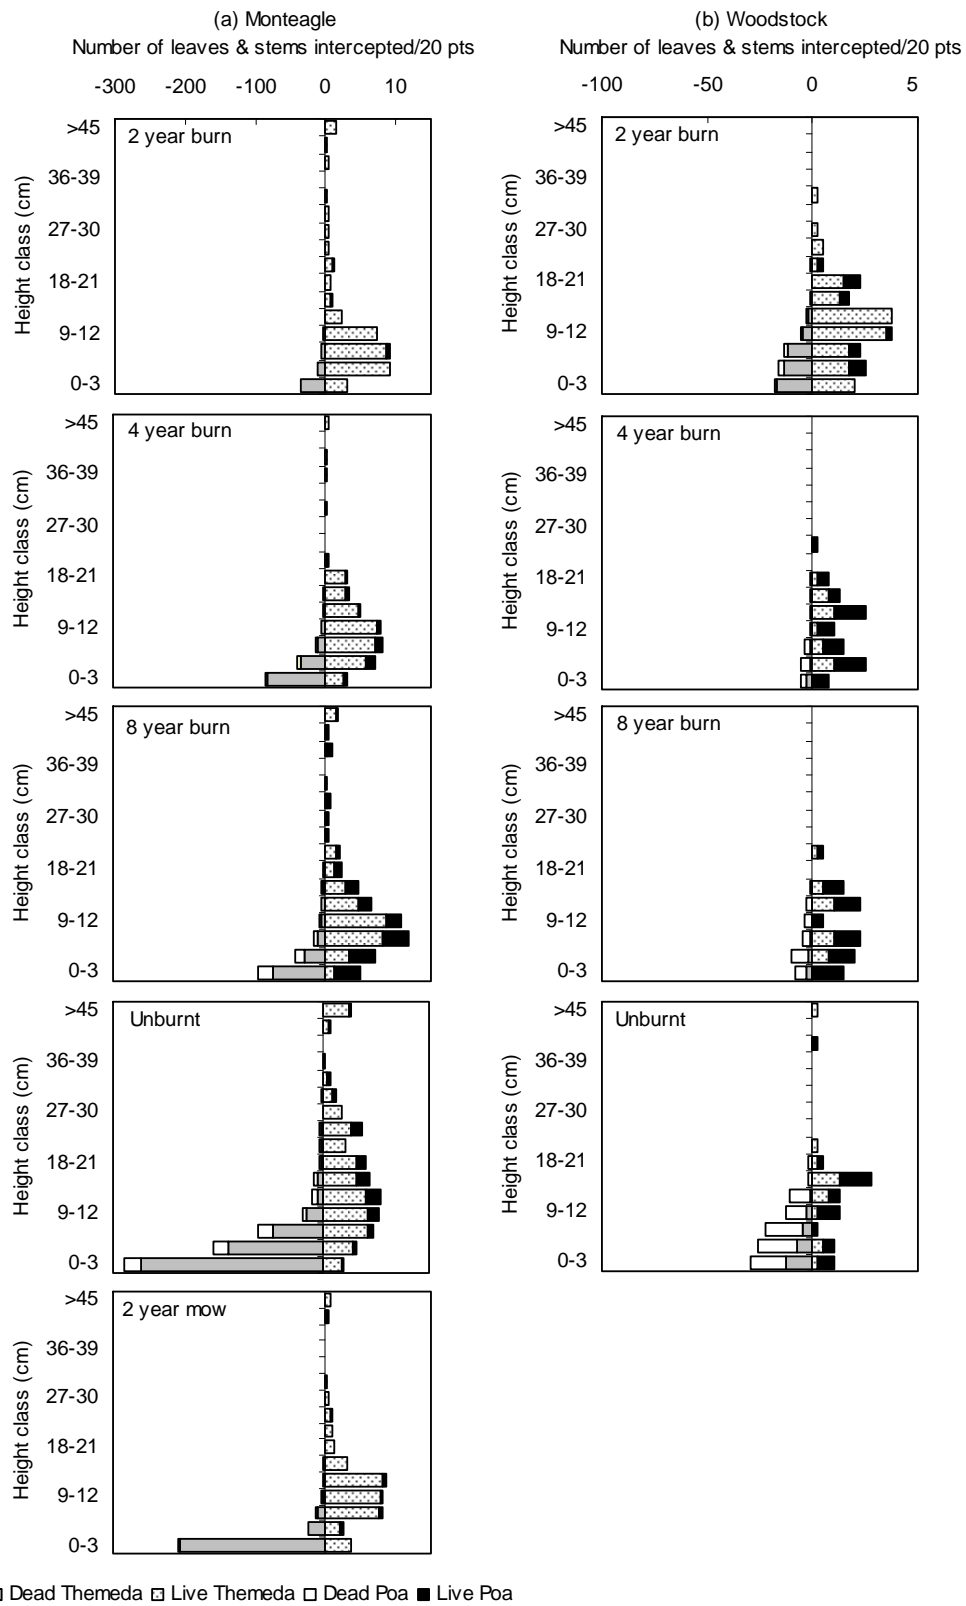 (a) Monteagle
Number of leaves & stems intercepted/20 pts
-300 -200 -100 0 10
Height class (cm)
2 year burn
>45
36-39
27-30
18-21
9-12
0-3
Height class (cm)
4 year burn
>45
36-39
27-30
18-21
9-12
0-3
Height class (cm)
8 year burn
>45
36-39
27-30
18-21
9-12
0-3
Height class (cm)
Unburnt
>45
36-39
27-30
18-21
9-12
0-3
Height class (cm)
2 year mow
>45
36-39
27-30
18-21
9-12
0-3
(b) Woodstock
Number of leaves & stems intercepted/20 pts
-100 -50 0 5
Height class (cm)
2 year burn
>45
36-39
27-30
18-21
9-12
0-3
Height class (cm)
4 year burn
>45
36-39
27-30
18-21
9-12
0-3
Height class (cm)
8 year burn
>45
36-39
27-30
18-21
9-12
0-3
Height class (cm)
Unburnt
>45
36-39
27-30
18-21
9-12
0-3
Dead Themeda Live Themeda Dead Poa Live Poa